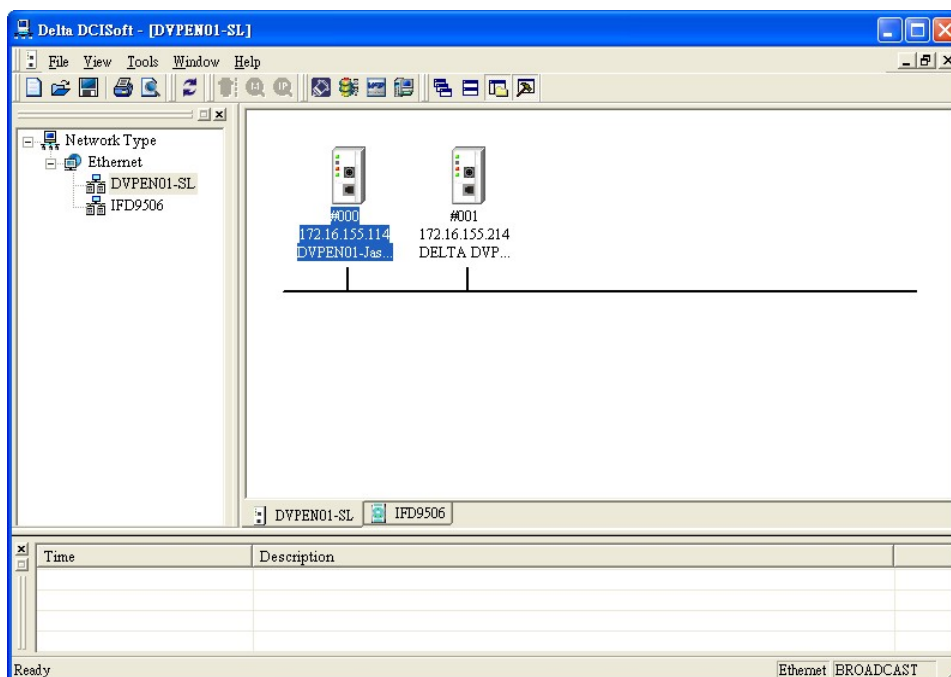 Delta DCISoft - [DVPEN01-SL]
File View Tools Window Help
Network Type
Ethernet
DVPEN01-SL
IFD9506
#000
172.16.155.114
DVPEN01-Jas...
#001
172.16.155.214
DELTA DVP...
DVPEN01-SL IFD9506
Time Description
Ready Ethernet BROADCAST